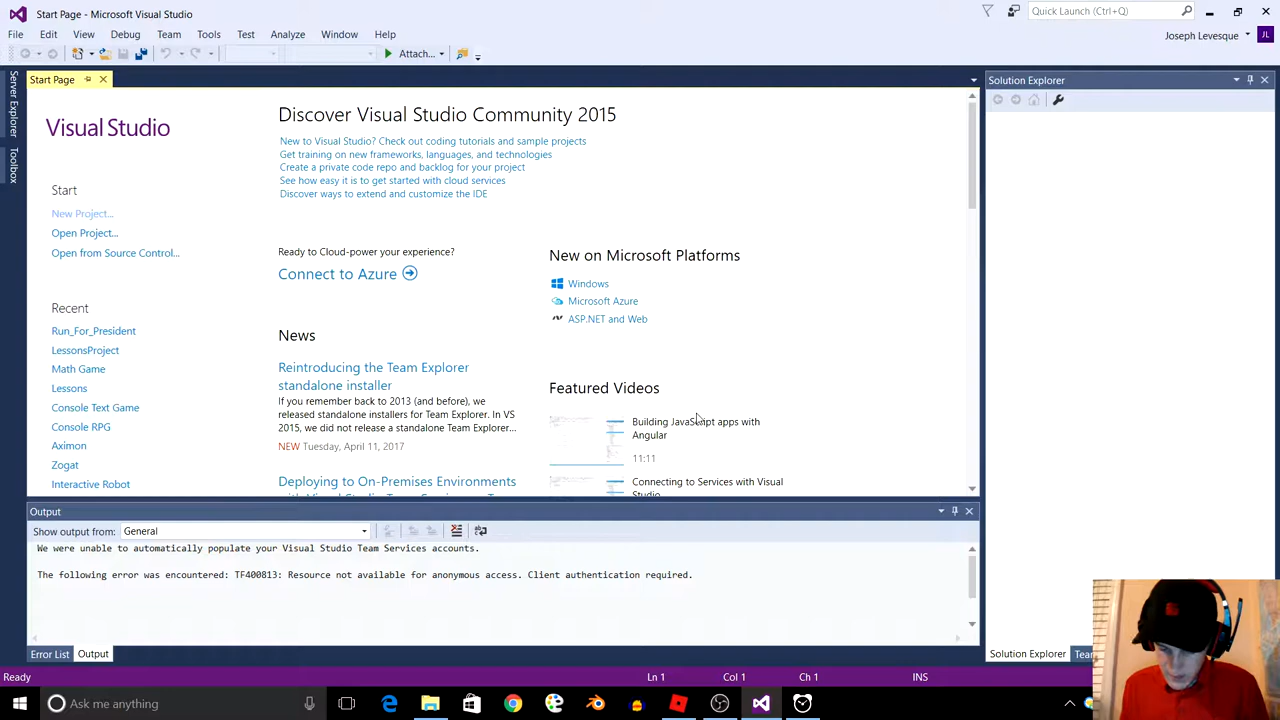 Start Page - Microsoft Visual Studio
Quick Launch (Ctrl+Q)
File Edit View Debug Team Tools Test Analyze Window Help
Joseph Levesque JL
Attach...
Server Explorer
Toolbox
Start Page
Solution Explorer
Visual Studio
Discover Visual Studio Community 2015
New to Visual Studio? Check out coding tutorials and sample projects
Get training on new frameworks, languages, and technologies
Create a private code repo and backlog for your project
See how easy it is to get started with cloud services
Discover ways to extend and customize the IDE
Start
New Project...
Open Project...
Open from Source Control...
Ready to Cloud-power your experience?
Connect to Azure
New on Microsoft Platforms
Windows
Microsoft Azure
ASP.NET and Web
Recent
Run_For_President
LessonsProject
Math Game
Lessons
Console Text Game
Console RPG
Aximon
Zogat
Interactive Robot
News
Reintroducing the Team Explorer
standalone installer
If you remember back to 2013 (and before), we
released standalone installers for Team Explorer. In VS
2015, we did not release a standalone Team Explorer...
NEW Tuesday, April 11, 2017
Deploying to On-Premises Environments
with Visual Studio Team Services
Featured Videos
Building JavaScript apps with
Angular
11:11
Connecting to Services with Visual
Studio
Output
Show output from: General
We were unable to automatically populate your Visual Studio Team Services accounts.
The following error was encountered: TF400813: Resource not available for anonymous access. Client authentication required.
Error List Output
Solution Explorer
Ready Ln 1 Col 1 Ch 1 INS
Ask me anything